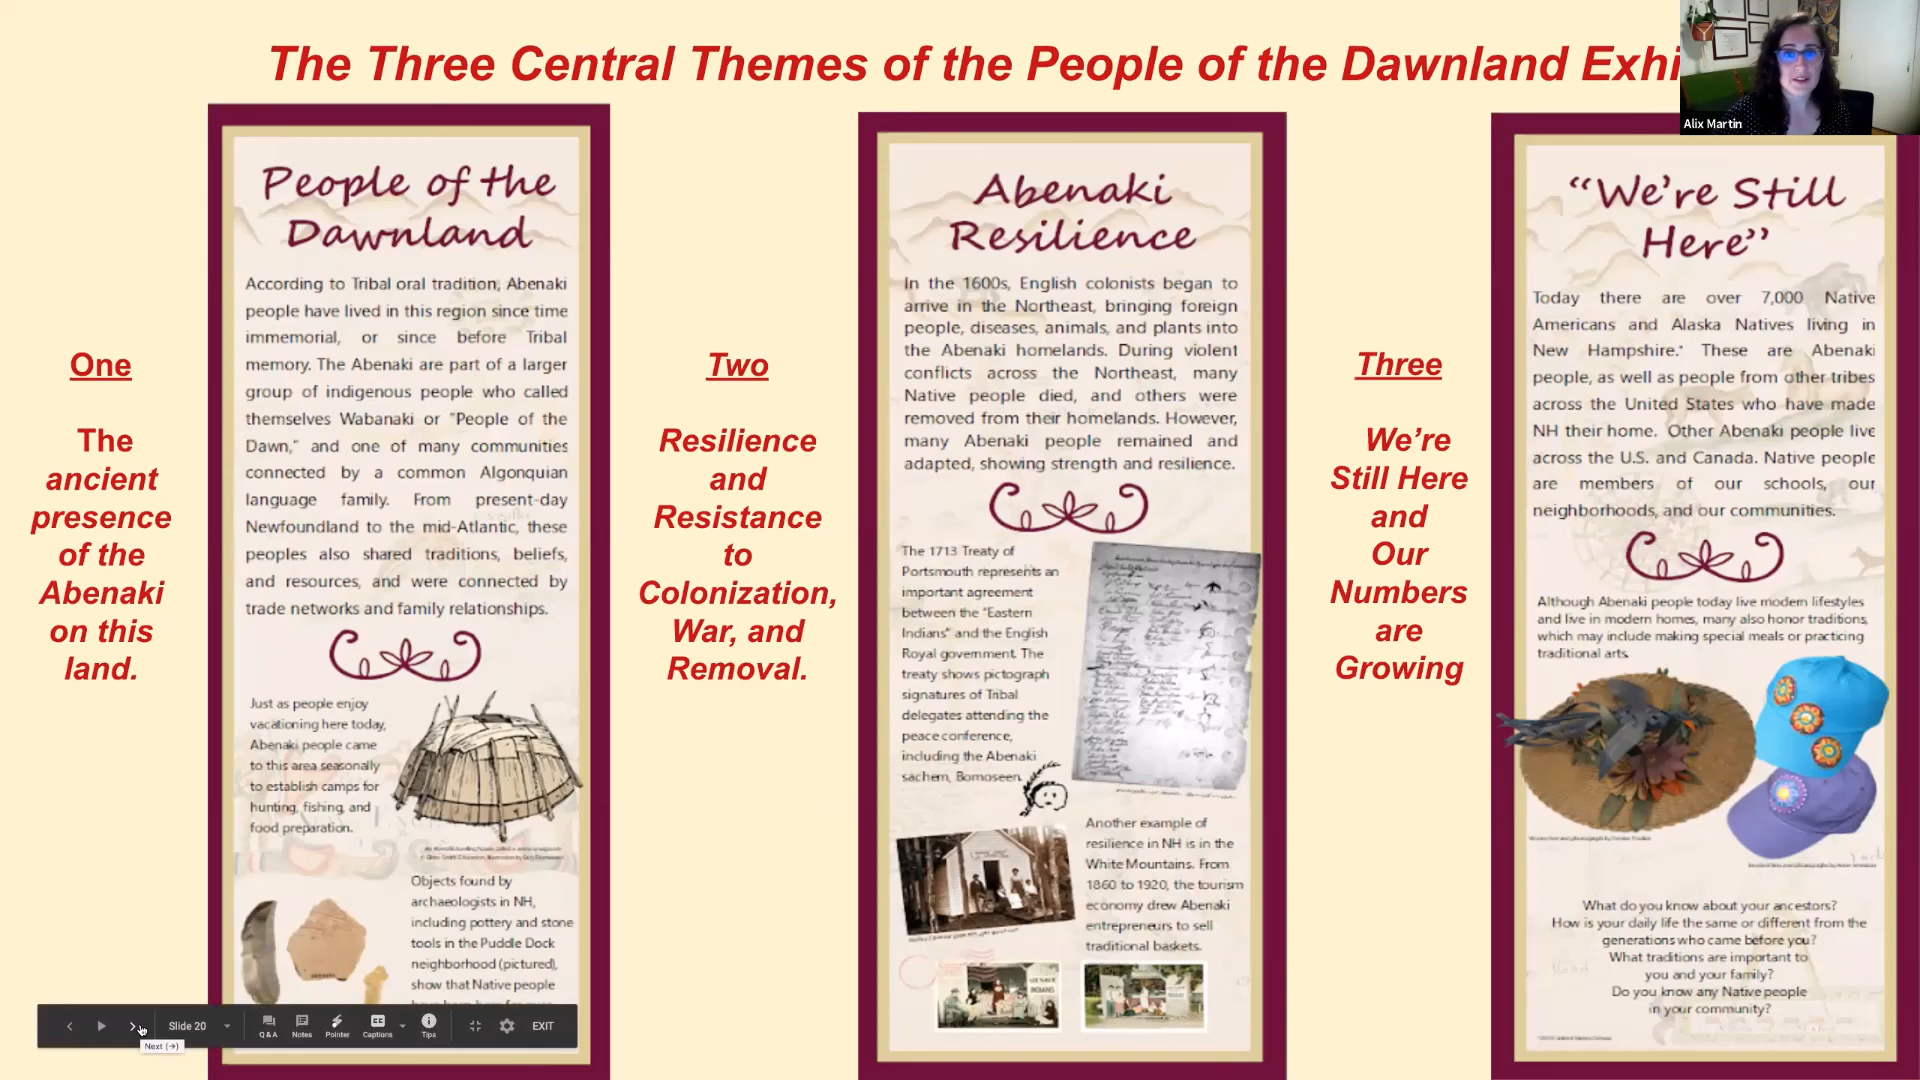 The Three Central Themes of the People of the Dawnland Exhi
Alix Martin
One
The
ancient
presence
of the
Abenaki
on this
land.
People of the
Dawnland
According to Tribal oral tradition, Abenaki
people have lived in this region since time
immemorial, or since before Tribal
memory. The Abenaki are part of a larger
group of indigenous people who called
themselves Wabanaki or "People of the
Dawn," and one of many communities
connected by a common Algonquian
language family. From present-day
Newfoundland to the mid-Atlantic, these
peoples also shared traditions, beliefs,
and resources, and were connected by
trade networks and family relationships.
Just as people enjoy
vacationing here today,
Abenaki people came
to this area seasonally
to establish camps for
hunting, fishing, and
food preparation.
Objects found by
archaeologists in NH,
including pottery and stone
tools in the Puddle Dock
neighborhood (pictured),
show that Native people
Two
Resilience
and
Resistance
to
Colonization,
War, and
Removal.
Abenaki
Resilience
In the 1600s, English colonists began to
arrive in the Northeast, bringing foreign
people, diseases, animals, and plants into
the Abenaki homelands. During violent
conflicts across the Northeast, many
Native people died, and others were
removed from their homelands. However,
many Abenaki people remained and
adapted, showing strength and resilience.
The 1713 Treaty of
Portsmouth represents an
important agreement
between the "Eastern
Indians" and the English
Royal government. The
treaty shows pictograph
signatures of Tribal
delegates attending the
peace conference,
including the Abenaki
sachem, Bomoseen.
Another example of
resilience in NH is in the
White Mountains. From
1860 to 1920, the tourism
economy drew Abenaki
entrepreneurs to sell
traditional baskets.
Three
We're
Still Here
and
Our
Numbers
are
Growing
"We're Still
Here"
Today there are over 7,000 Native
Americans and Alaska Natives living in
New Hampshire.* These are Abenaki
people, as well as people from other tribes
across the United States who have made
NH their home. Other Abenaki people live
across the U.S. and Canada. Native people
are members of our schools, our
neighborhoods, and our communities.
Although Abenaki people today live modern lifestyles
and live in modern homes, many also honor traditions,
which may include making special meals or practicing
traditional arts.
What do you know about your ancestors?
How is your daily life the same or different from the
generations who came before you?
What traditions are important to
you and your family?
Do you know any Native people
in your community?
Slide 20
Q & A
Notes
Pointer
Captions
Tips
EXIT
Next (→)